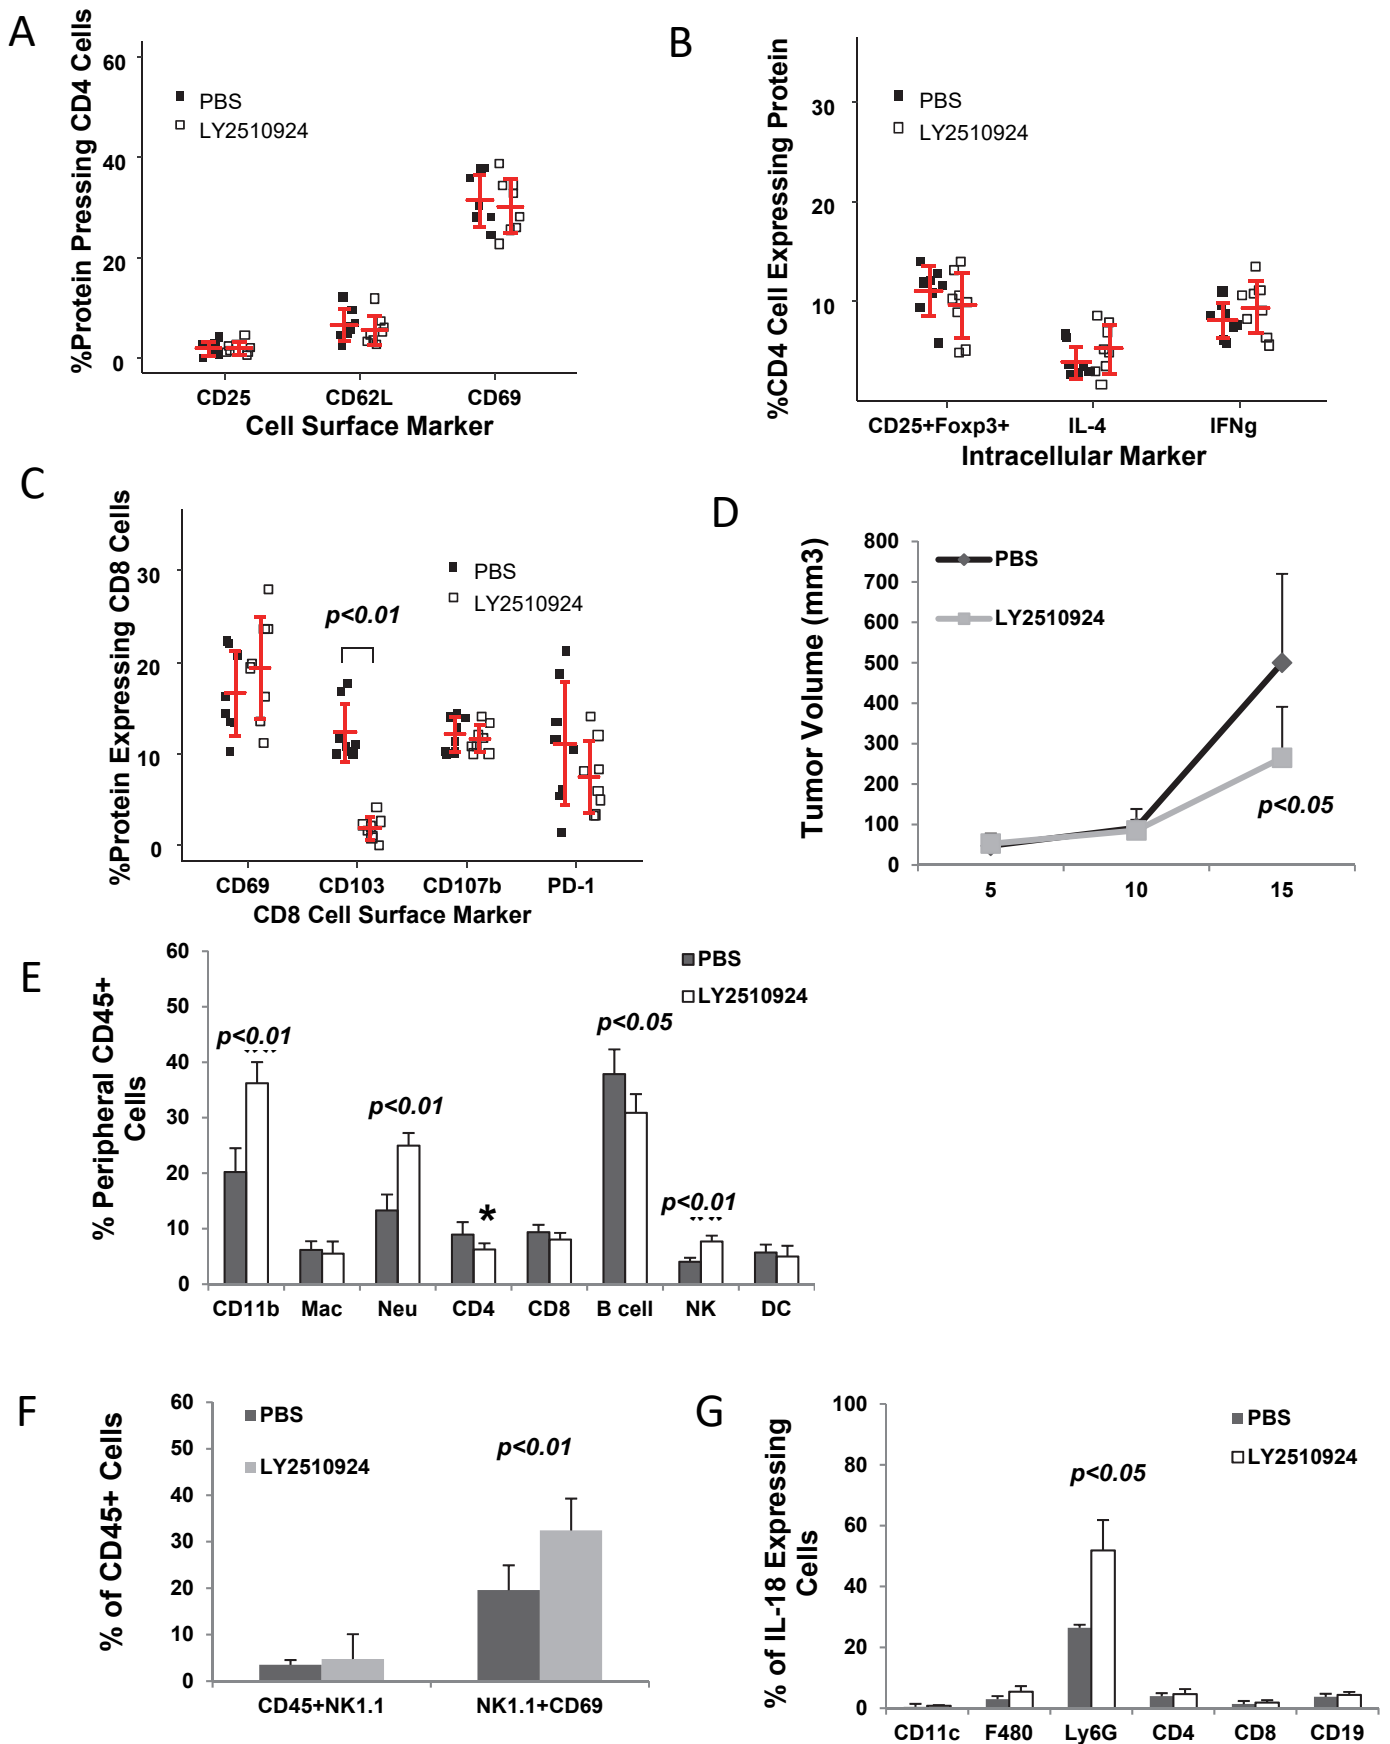 A
%Protein Pressing CD4 Cells
60
40
20
0
PBS
LY2510924
CD25 CD62L CD69
Cell Surface Marker
B
%CD4 Cell Expressing Protein
30
20
10
PBS
LY2510924
CD25+Foxp3+ IL-4 IFNg
Intracellular Marker
C
%Protein Expressing CD8 Cells
30
20
10
0
p<0.01
PBS
LY2510924
CD69 CD103 CD107b PD-1
CD8 Cell Surface Marker
D
Tumor Volume (mm3)
800
700
600
500
400
300
200
100
0
PBS
LY2510924
p<0.05
5 10 15
E
% Peripheral CD45+
Cells
60
50
40
30
20
10
0
PBS
LY2510924
p<0.01
p<0.01
*
p<0.05
p<0.01
CD11b Mac Neu CD4 CD8 B cell NK DC
F
% of CD45+ Cells
60
50
40
30
20
10
0
PBS
LY2510924
p<0.01
CD45+NK1.1 NK1.1+CD69
G
% of IL-18 Expressing
Cells
100
80
60
40
20
0
PBS
LY2510924
p<0.05
CD11c F480 Ly6G CD4 CD8 CD19